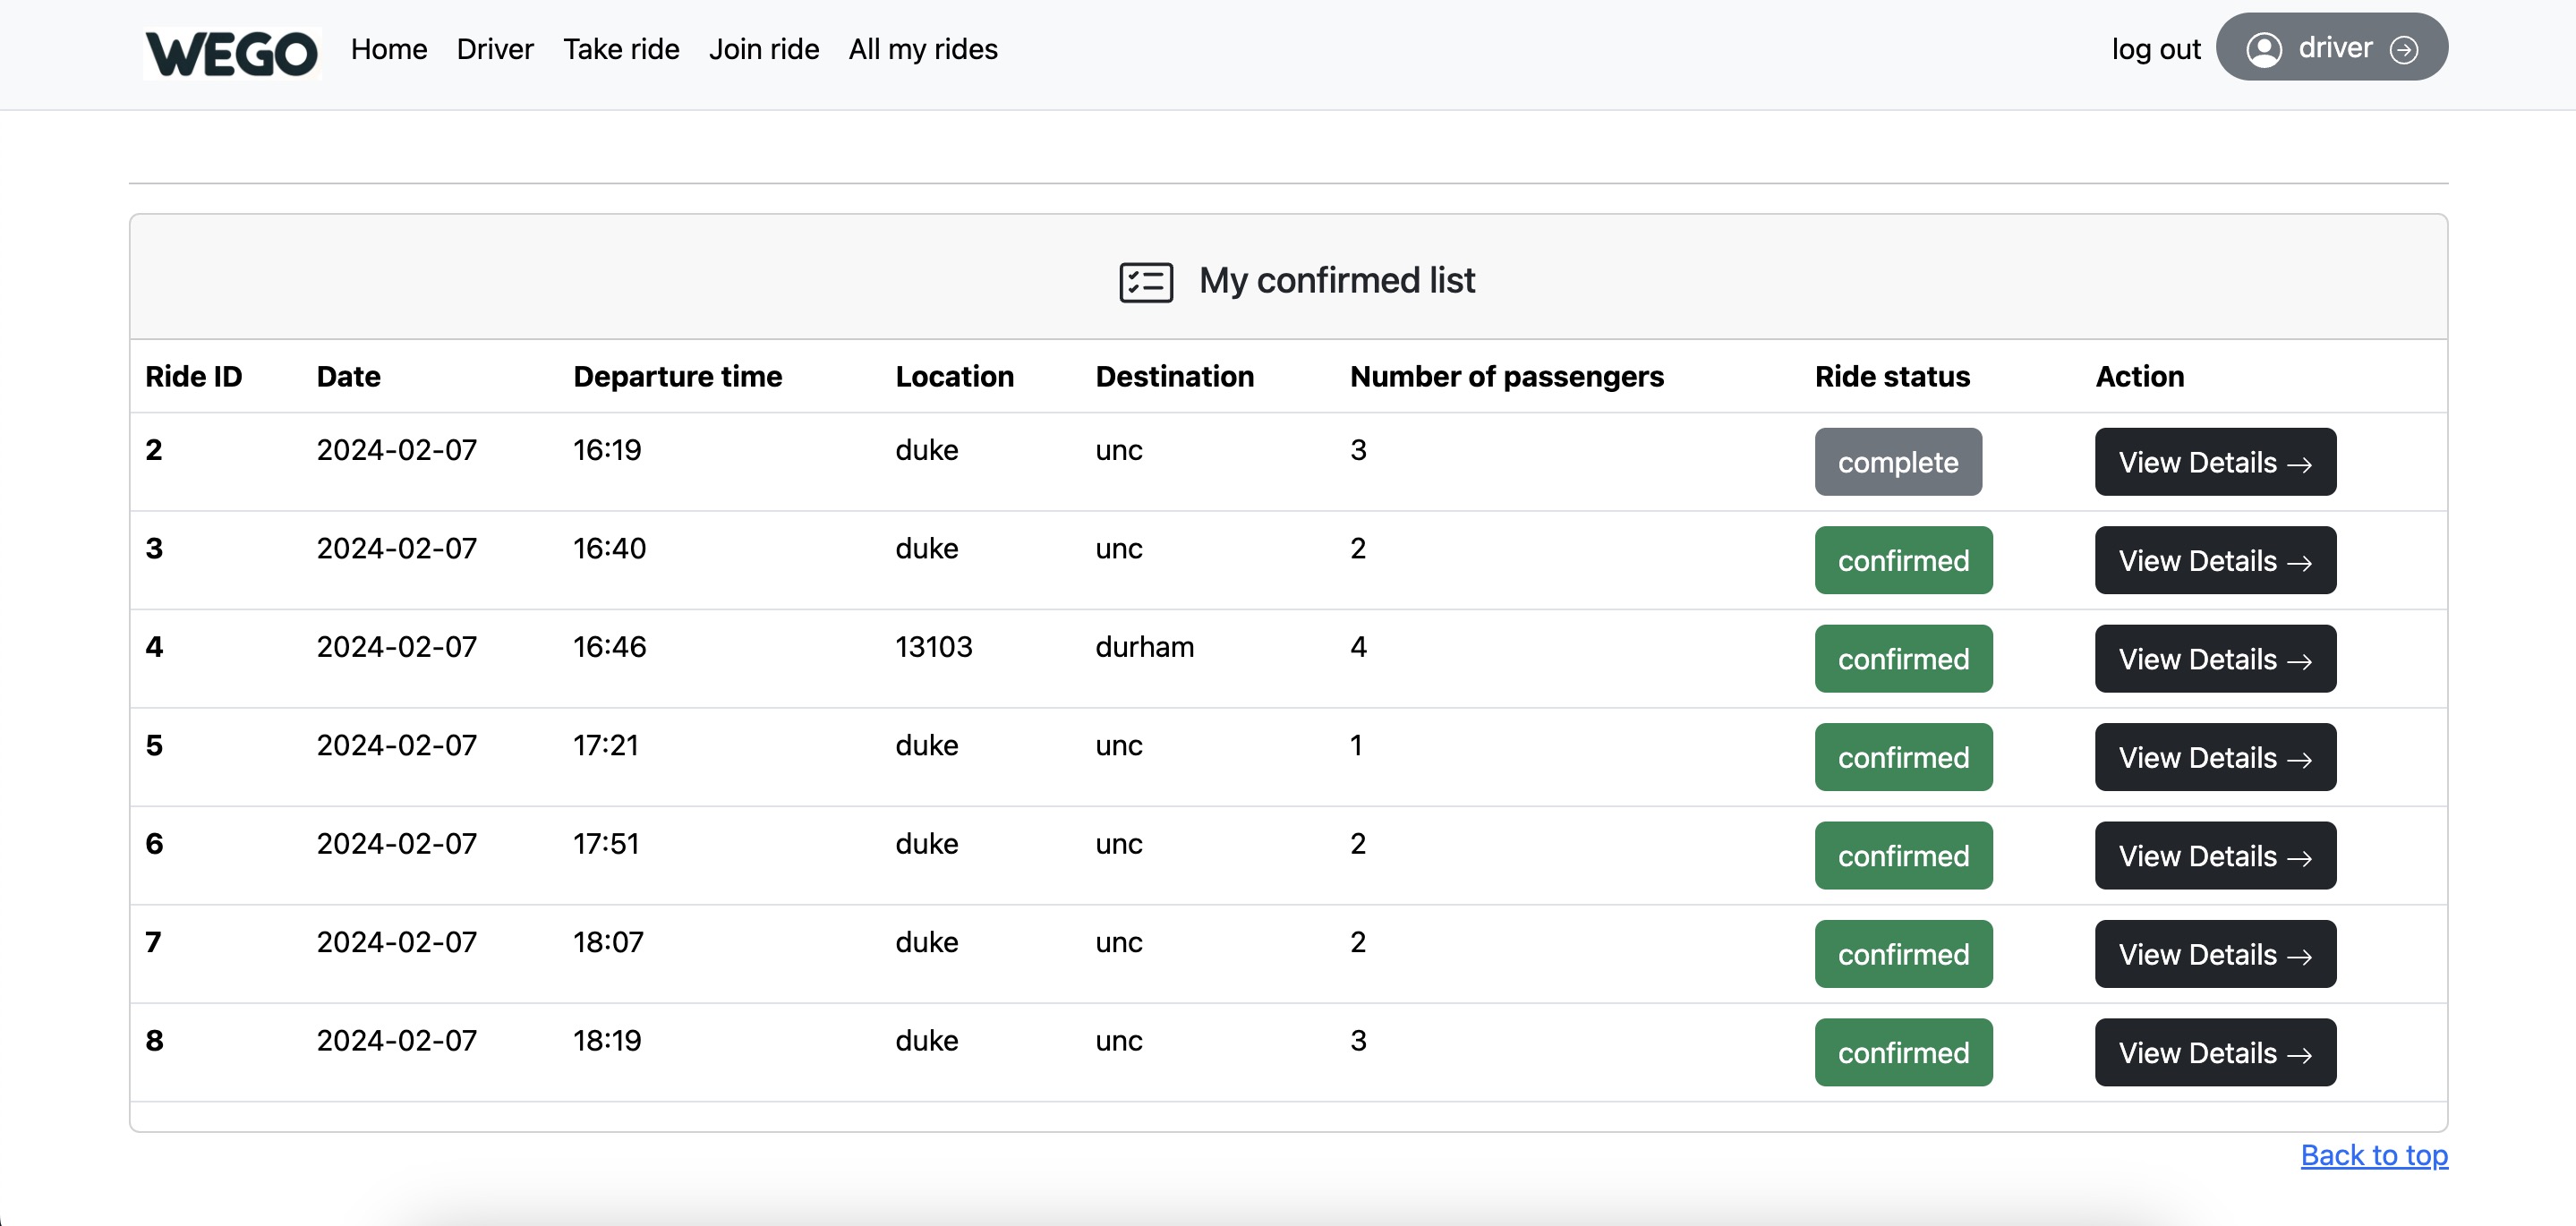 WEGO Home Driver Take ride Join ride All my rides log out driver
My confirmed list
Ride ID Date Departure time Location Destination Number of passengers Ride status Action
2 2024-02-07 16:19 duke unc 3 complete View Details →
3 2024-02-07 16:40 duke unc 2 confirmed View Details →
4 2024-02-07 16:46 13103 durham 4 confirmed View Details →
5 2024-02-07 17:21 duke unc 1 confirmed View Details →
6 2024-02-07 17:51 duke unc 2 confirmed View Details →
7 2024-02-07 18:07 duke unc 2 confirmed View Details →
8 2024-02-07 18:19 duke unc 3 confirmed View Details →
Back to top